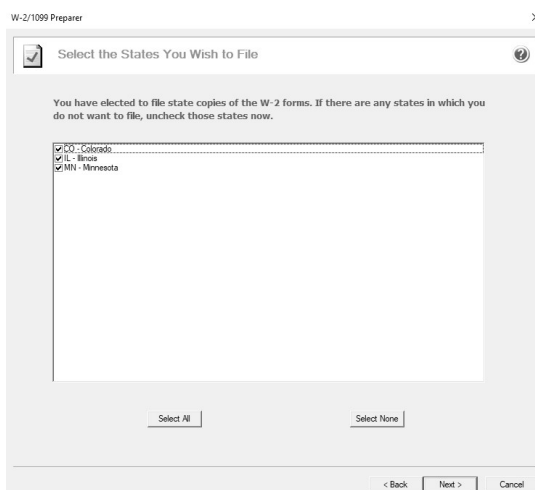 W-2/1099 Preparer
Select the States You Wish to File
You have elected to file state copies of the W-2 forms. If there are any states in which you
do not want to file, uncheck those states now.
CO - Colorado
IL - Illinois
MN - Minnesota
Select All
Select None
< Back
Next >
Cancel